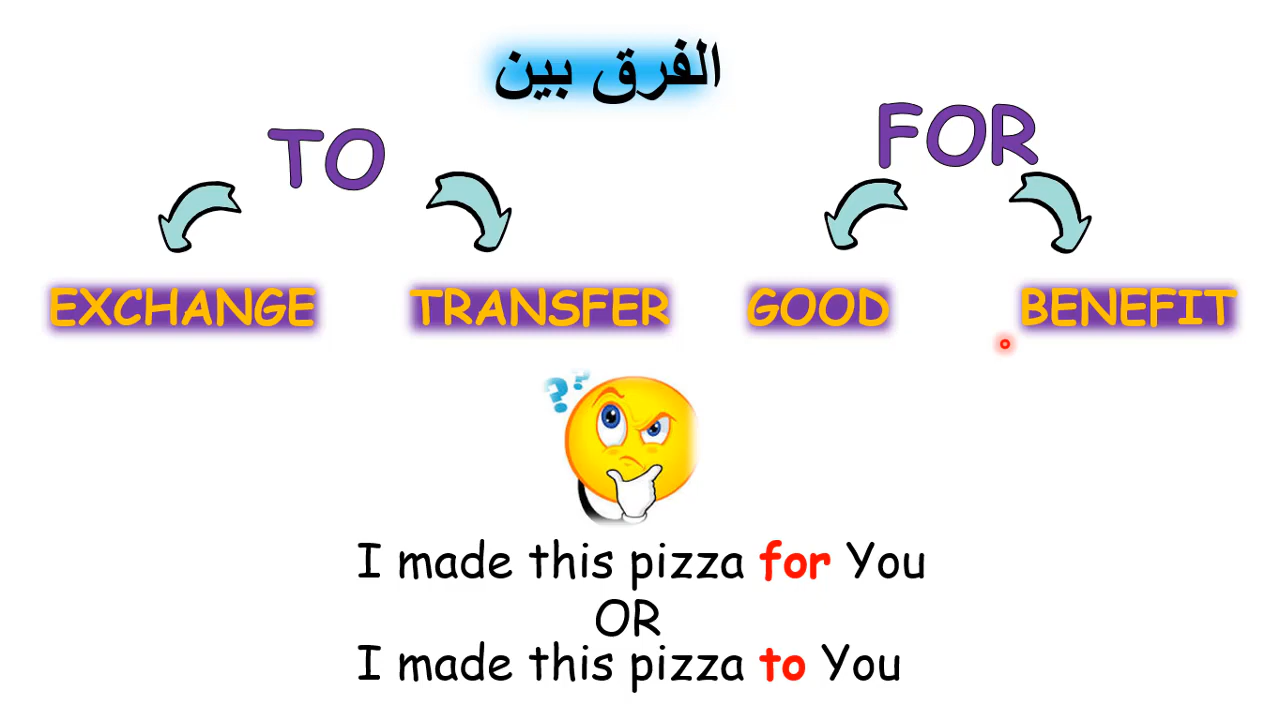 الفرق بين
TO FOR
EXCHANGE TRANSFER GOOD BENEFIT
??
I made this pizza for You
OR
I made this pizza to You